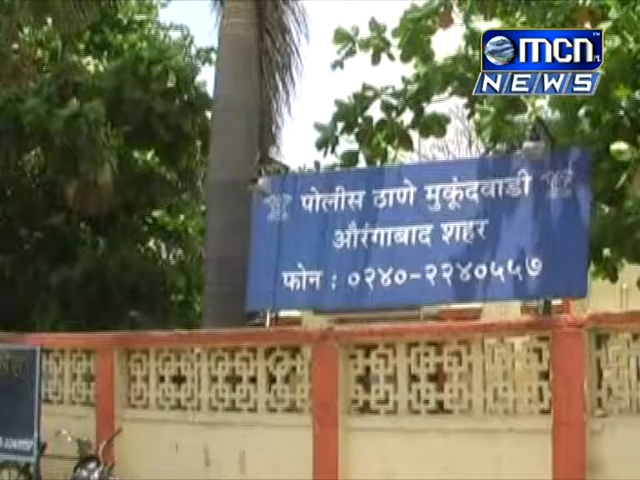 mcn
NEWS
पोलीस ठाणे मुकूंदवाडी
औरंगाबाद शहर
फोन : ०२४०-२२४०५५७